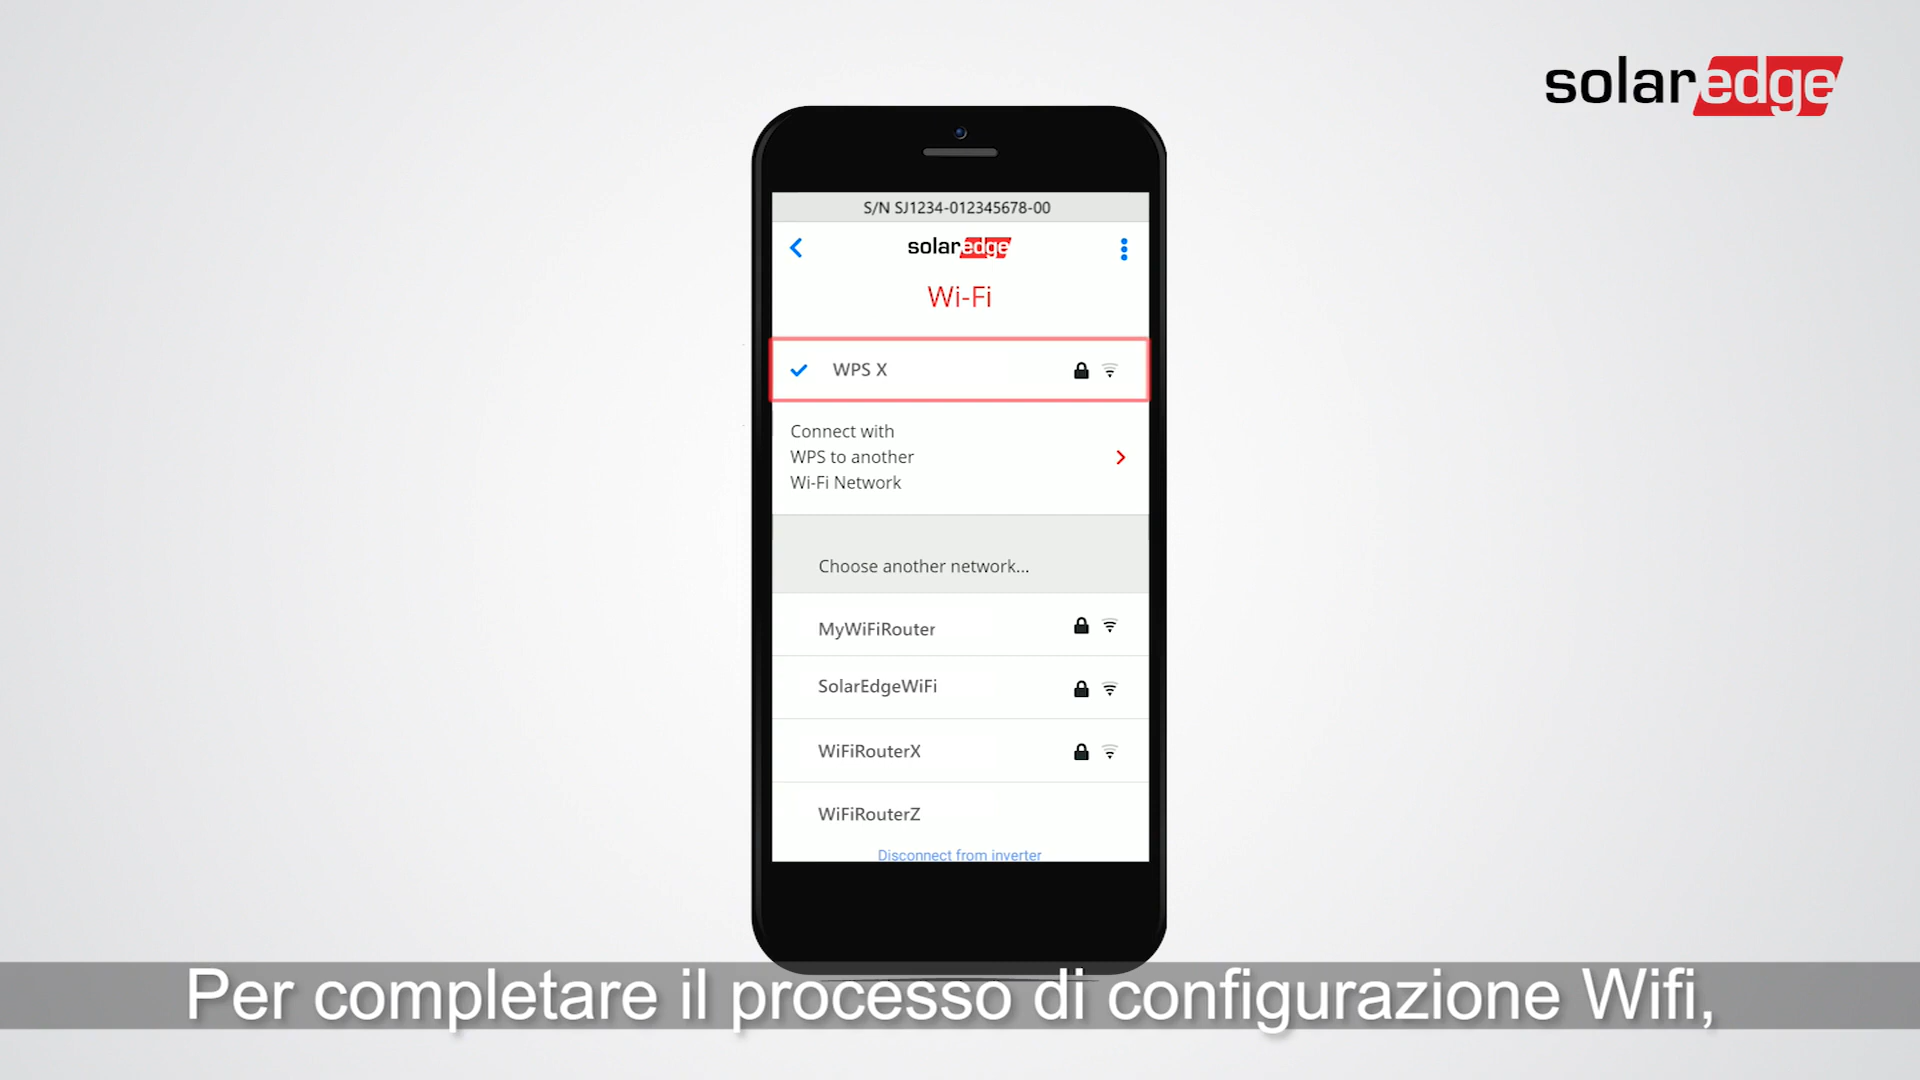 solaredge
S/N SJ1234-012345678-00
solaredge
Wi-Fi
WPS X
Connect with
WPS to another
Wi-Fi Network
Choose another network...
MyWiFiRouter
SolarEdgeWiFi
WiFiRouterX
WiFiRouterZ
Disconnect from inverter
Per completare il processo di configurazione Wifi,